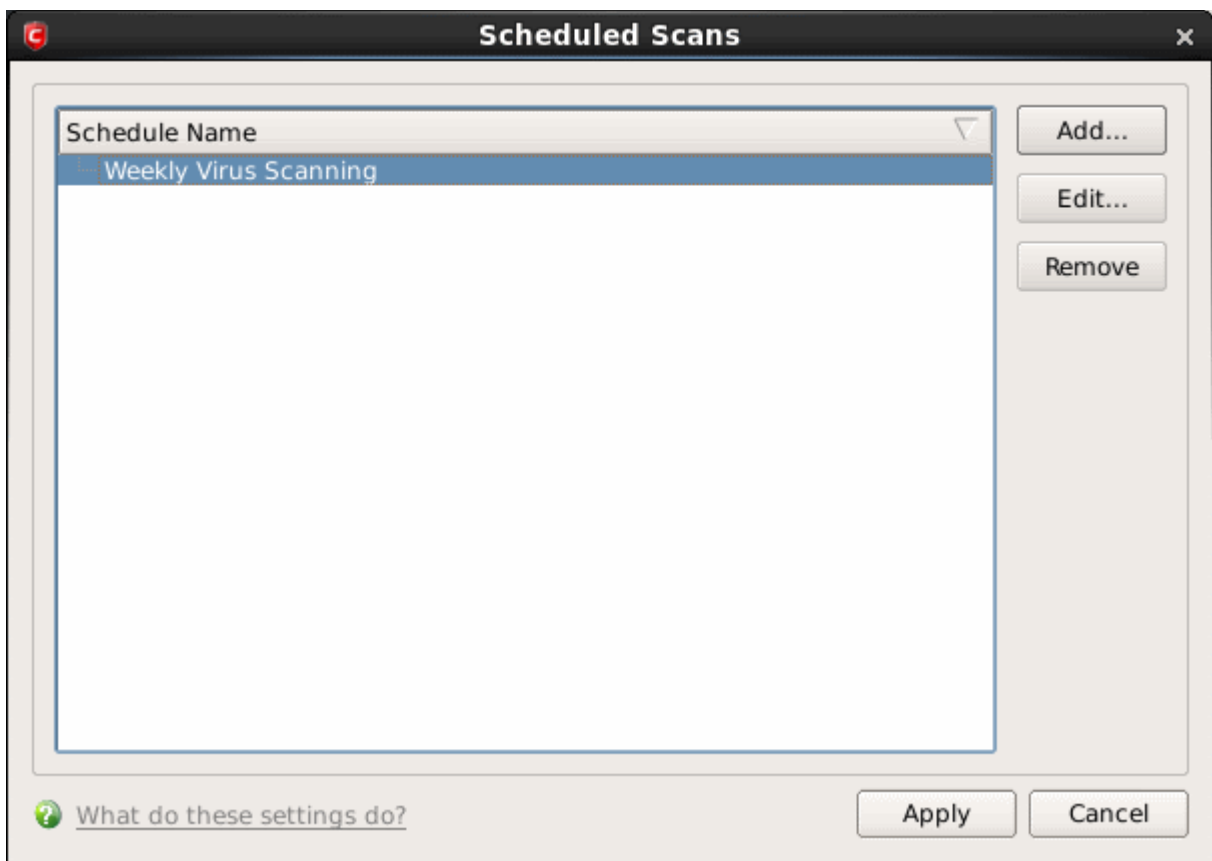 Scheduled Scans
Schedule Name
Weekly Virus Scanning
Add...
Edit...
Remove
What do these settings do?
Apply
Cancel